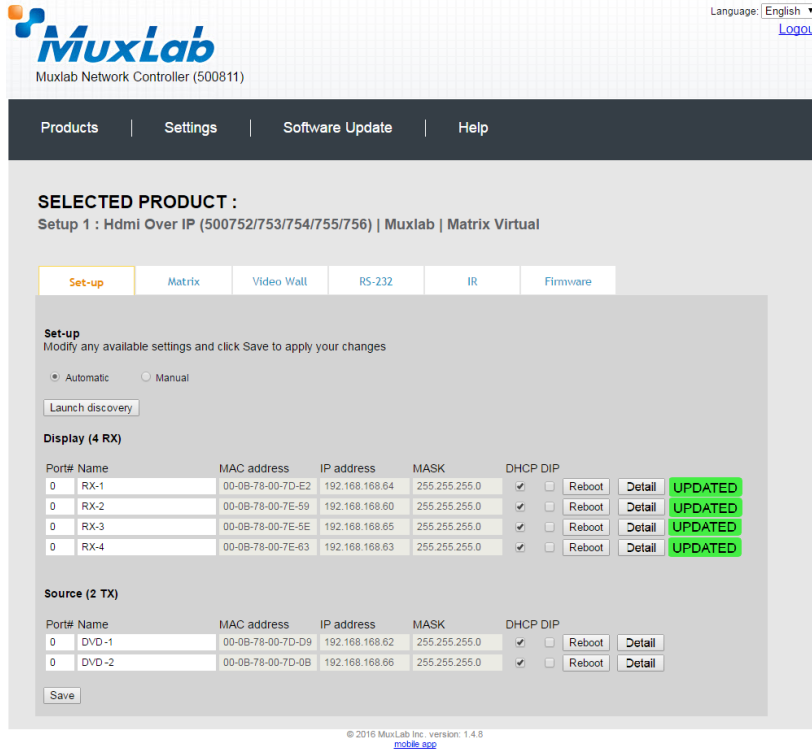 Language: English
Logou
MuxLab
Muxlab Network Controller (500811)
Products | Settings | Software Update | Help
SELECTED PRODUCT :
Setup 1 : Hdmi Over IP (500752/753/754/755/756) | Muxlab | Matrix Virtual
Set-up Matrix Video Wall RS-232 IR Firmware
Set-up
Modify any available settings and click Save to apply your changes
Automatic Manual
Launch discovery
Display (4 RX)
Port# Name MAC address IP address MASK DHCP DIP
0 RX-1 00-0B-78-00-7D-E2 192.168.168.64 255.255.255.0 Reboot Detail UPDATED
0 RX-2 00-0B-78-00-7E-59 192.168.168.60 255.255.255.0 Reboot Detail UPDATED
0 RX-3 00-0B-78-00-7E-5E 192.168.168.65 255.255.255.0 Reboot Detail UPDATED
0 RX-4 00-0B-78-00-7E-63 192.168.168.63 255.255.255.0 Reboot Detail UPDATED
Source (2 TX)
Port# Name MAC address IP address MASK DHCP DIP
0 DVD-1 00-0B-78-00-7D-D9 192.168.168.62 255.255.255.0 Reboot Detail
0 DVD-2 00-0B-78-00-7D-0B 192.168.168.66 255.255.255.0 Reboot Detail
Save
© 2016 MuxLab Inc. version: 1.4.8
mobile app